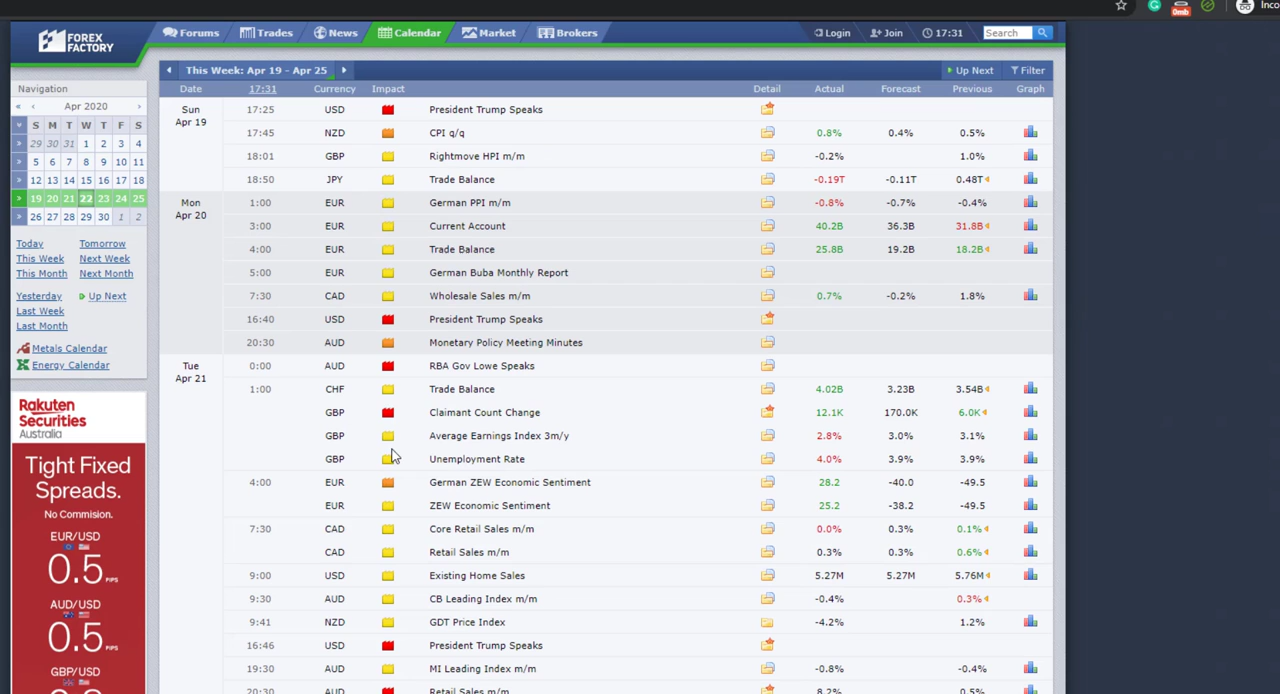 0mb
Inco
FOREX
FACTORY
Forums Trades News Calendar Market Brokers Login Join 17:31 Search
This Week: Apr 19 - Apr 25 Up Next Filter
Date 17:31 Currency Impact Detail Actual Forecast Previous Graph
Sun
Apr 19
17:25 USD President Trump Speaks
17:45 NZD CPI q/q 0.8% 0.4% 0.5%
18:01 GBP Rightmove HPI m/m -0.2% 1.0%
18:50 JPY Trade Balance -0.19T -0.11T 0.48T
Mon
Apr 20
1:00 EUR German PPI m/m -0.8% -0.7% -0.4%
3:00 EUR Current Account 40.2B 36.3B 31.8B
4:00 EUR Trade Balance 25.8B 19.2B 18.2B
5:00 EUR German Buba Monthly Report
7:30 CAD Wholesale Sales m/m 0.7% -0.2% 1.8%
16:40 USD President Trump Speaks
20:30 AUD Monetary Policy Meeting Minutes
Tue
Apr 21
0:00 AUD RBA Gov Lowe Speaks
1:00 CHF Trade Balance 4.02B 3.23B 3.54B
GBP Claimant Count Change 12.1K 170.0K 6.0K
GBP Average Earnings Index 3m/y 2.8% 3.0% 3.1%
GBP Unemployment Rate 4.0% 3.9% 3.9%
4:00 EUR German ZEW Economic Sentiment 28.2 -40.0 -49.5
EUR ZEW Economic Sentiment 25.2 -38.2 -49.5
7:30 CAD Core Retail Sales m/m 0.0% 0.3% 0.1%
CAD Retail Sales m/m 0.3% 0.3% 0.6%
9:00 USD Existing Home Sales 5.27M 5.27M 5.76M
9:30 AUD CB Leading Index m/m -0.4% 0.3%
9:41 NZD GDT Price Index -4.2% 1.2%
16:46 USD President Trump Speaks
19:30 AUD MI Leading Index m/m -0.8% -0.4%
20:30 AUD Retail Sales m/m 8.2% 0.5%
Navigation
« ‹ Apr 2020 ›
S M T W T F S
> 29 30 31 1 2 3 4
> 5 6 7 8 9 10 11
> 12 13 14 15 16 17 18
> 19 20 21 22 23 24 25
> 26 27 28 29 30 1 2
Today Tomorrow
This Week Next Week
This Month Next Month
Yesterday Up Next
Last Week
Last Month
Metals Calendar
Energy Calendar
Rakuten
Securities
Australia
Tight Fixed
Spreads.
No Commision.
EUR/USD
0.5 PIPS
AUD/USD
0.5 PIPS
GBP/USD